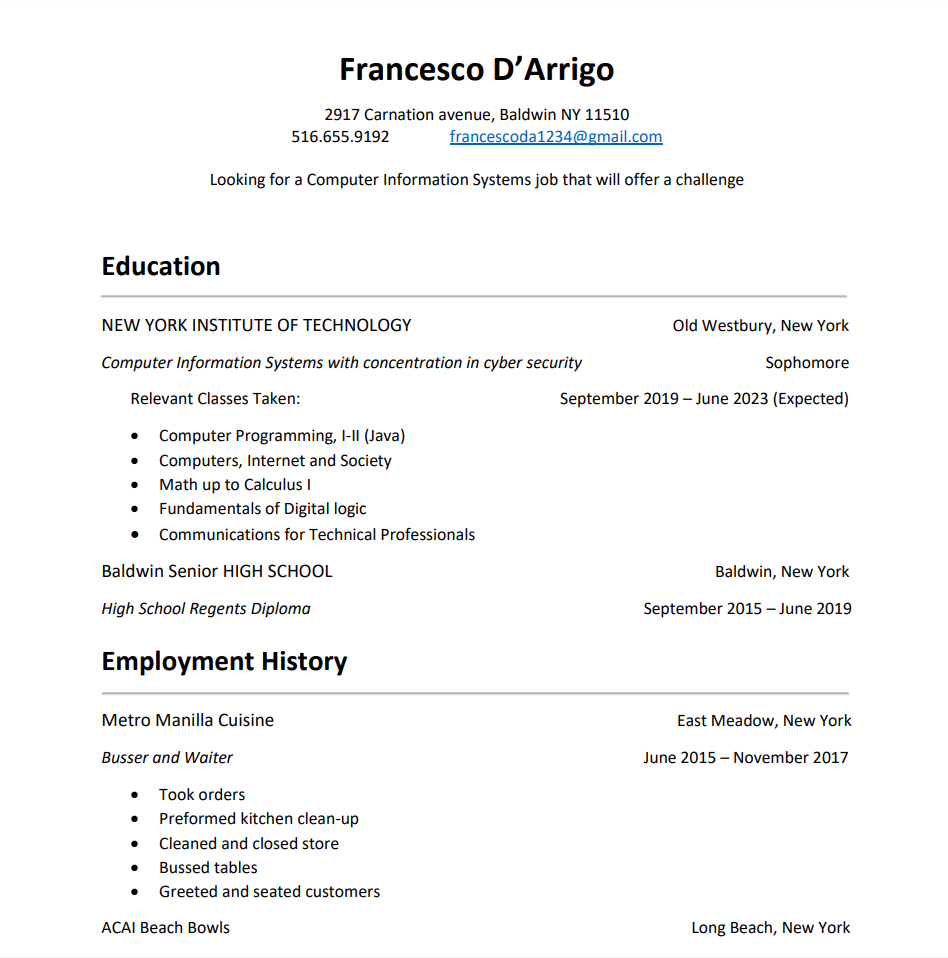 Francesco D’Arrigo
2917 Carnation avenue, Baldwin NY 11510
516.655.9192 francescoda1234@gmail.com
Looking for a Computer Information Systems job that will offer a challenge
Education
NEW YORK INSTITUTE OF TECHNOLOGY Old Westbury, New York
Computer Information Systems with concentration in cyber security Sophomore
Relevant Classes Taken: September 2019 – June 2023 (Expected)
• Computer Programming, I-II (Java)
• Computers, Internet and Society
• Math up to Calculus I
• Fundamentals of Digital logic
• Communications for Technical Professionals
Baldwin Senior HIGH SCHOOL Baldwin, New York
High School Regents Diploma September 2015 – June 2019
Employment History
Metro Manilla Cuisine East Meadow, New York
Busser and Waiter June 2015 – November 2017
• Took orders
• Preformed kitchen clean-up
• Cleaned and closed store
• Bussed tables
• Greeted and seated customers
ACAI Beach Bowls Long Beach, New York